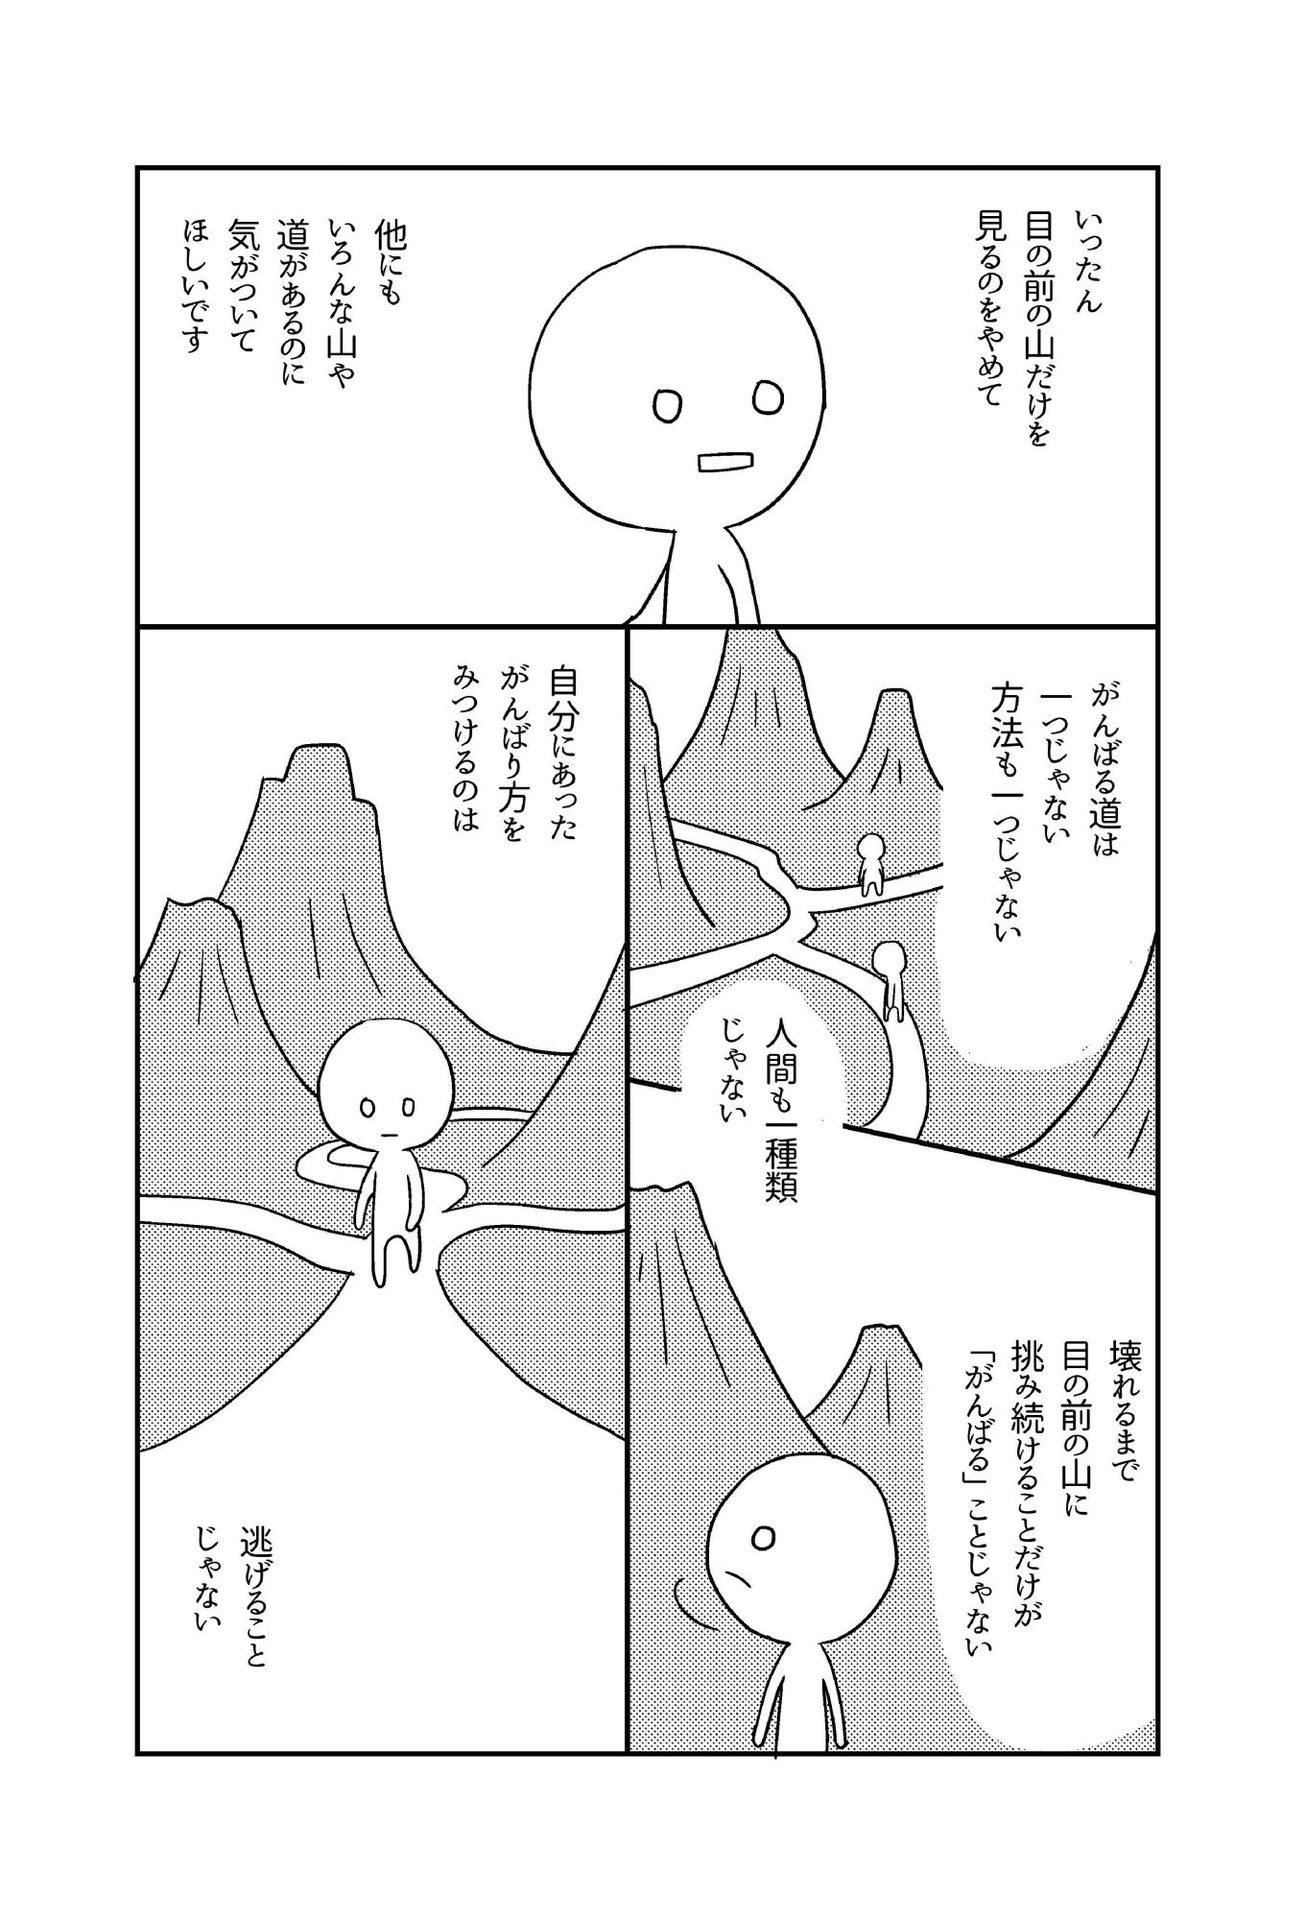 いったん
目の前の山だけを
見るのをやめて
他にも
いろんな山や
道があるのに
気がついて
ほしいです
がんばる道は
一つじゃない
方法も一つじゃない
人間も一種類
じゃない
壊れるまで
目の前の山に
挑み続けることだけが
「がんばる」ことじゃない
自分にあった
がんばり方を
みつけるのは
逃げること
じゃない